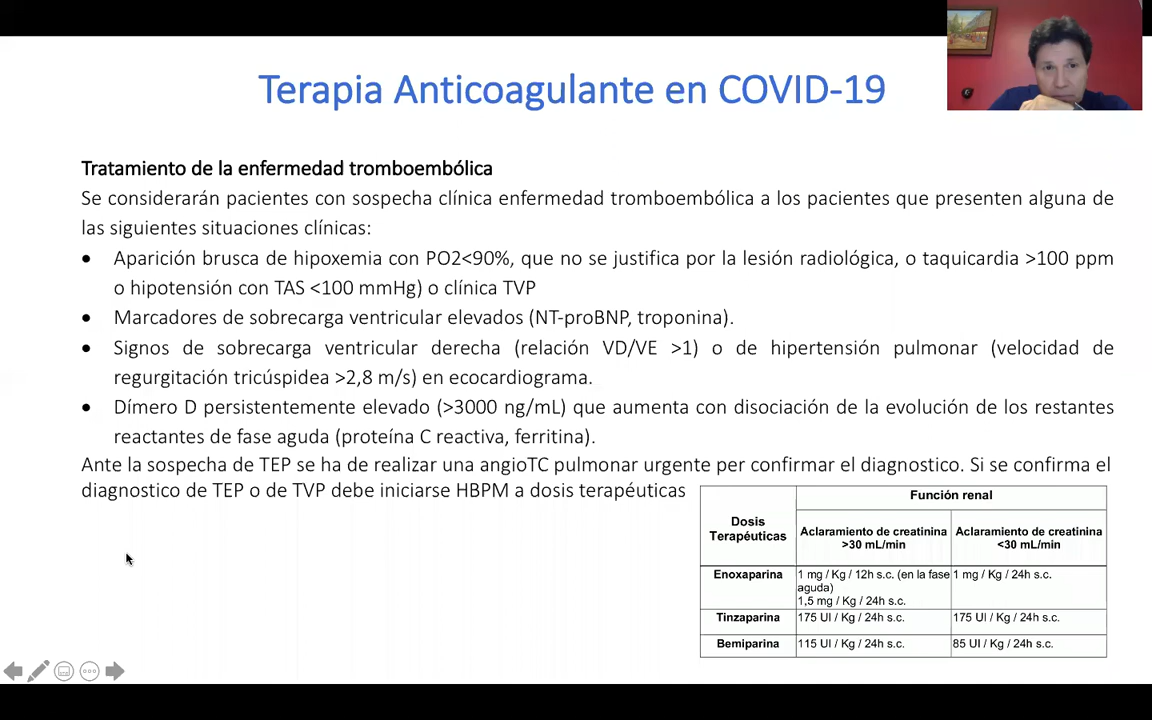 Terapia Anticoagulante en COVID-19
Tratamiento de la enfermedad tromboembólica
Se considerarán pacientes con sospecha clínica enfermedad tromboembólica a los pacientes que presenten alguna de
las siguientes situaciones clínicas:
• Aparición brusca de hipoxemia con PO2<90%, que no se justifica por la lesión radiológica, o taquicardia >100 ppm
o hipotensión con TAS <100 mmHg) o clínica TVP
• Marcadores de sobrecarga ventricular elevados (NT-proBNP, troponina).
• Signos de sobrecarga ventricular derecha (relación VD/VE >1) o de hipertensión pulmonar (velocidad de
regurgitación tricúspidea >2,8 m/s) en ecocardiograma.
• Dímero D persistentemente elevado (>3000 ng/mL) que aumenta con disociación de la evolución de los restantes
reactantes de fase aguda (proteína C reactiva, ferritina).
Ante la sospecha de TEP se ha de realizar una angioTC pulmonar urgente per confirmar el diagnostico. Si se confirma el
diagnostico de TEP o de TVP debe iniciarse HBPM a dosis terapéuticas
Dosis
Terapéuticas
Función renal
Aclaramiento de creatinina
>30 mL/min
Aclaramiento de creatinina
<30 mL/min
Enoxaparina
1 mg / Kg / 12h s.c. (en la fase
aguda)
1,5 mg / Kg / 24h s.c.
1 mg / Kg / 24h s.c.
Tinzaparina
175 UI / Kg / 24h s.c.
175 UI / Kg / 24h s.c.
Bemiparina
115 UI / Kg / 24h s.c.
85 UI / Kg / 24h s.c.